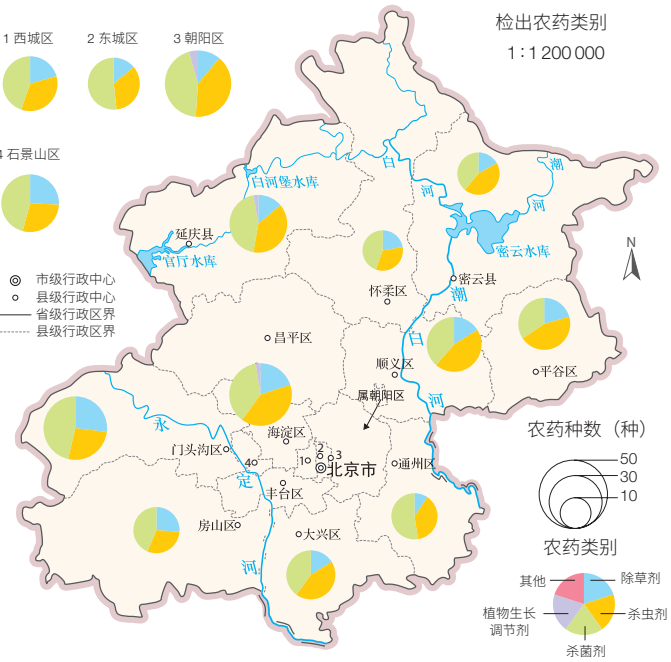 检出农药类别
1:1 200 000
1 西城区
2 东城区
3 朝阳区
4 石景山区
白河堡水库
白
河
潮
河
延庆县
官厅水库
密云水库
N
怀柔区
密云县
潮
白
河
市级行政中心
县级行政中心
省级行政区界
县级行政区界
昌平区
顺义区
平谷区
属朝阳区
永
定
河
海淀区
门头沟区
1
2
3
4
北京市
通州区
丰台区
房山区
大兴区
农药种数（种）
50
30
10
农药类别
其他
除草剂
植物生长
调节剂
杀虫剂
杀菌剂